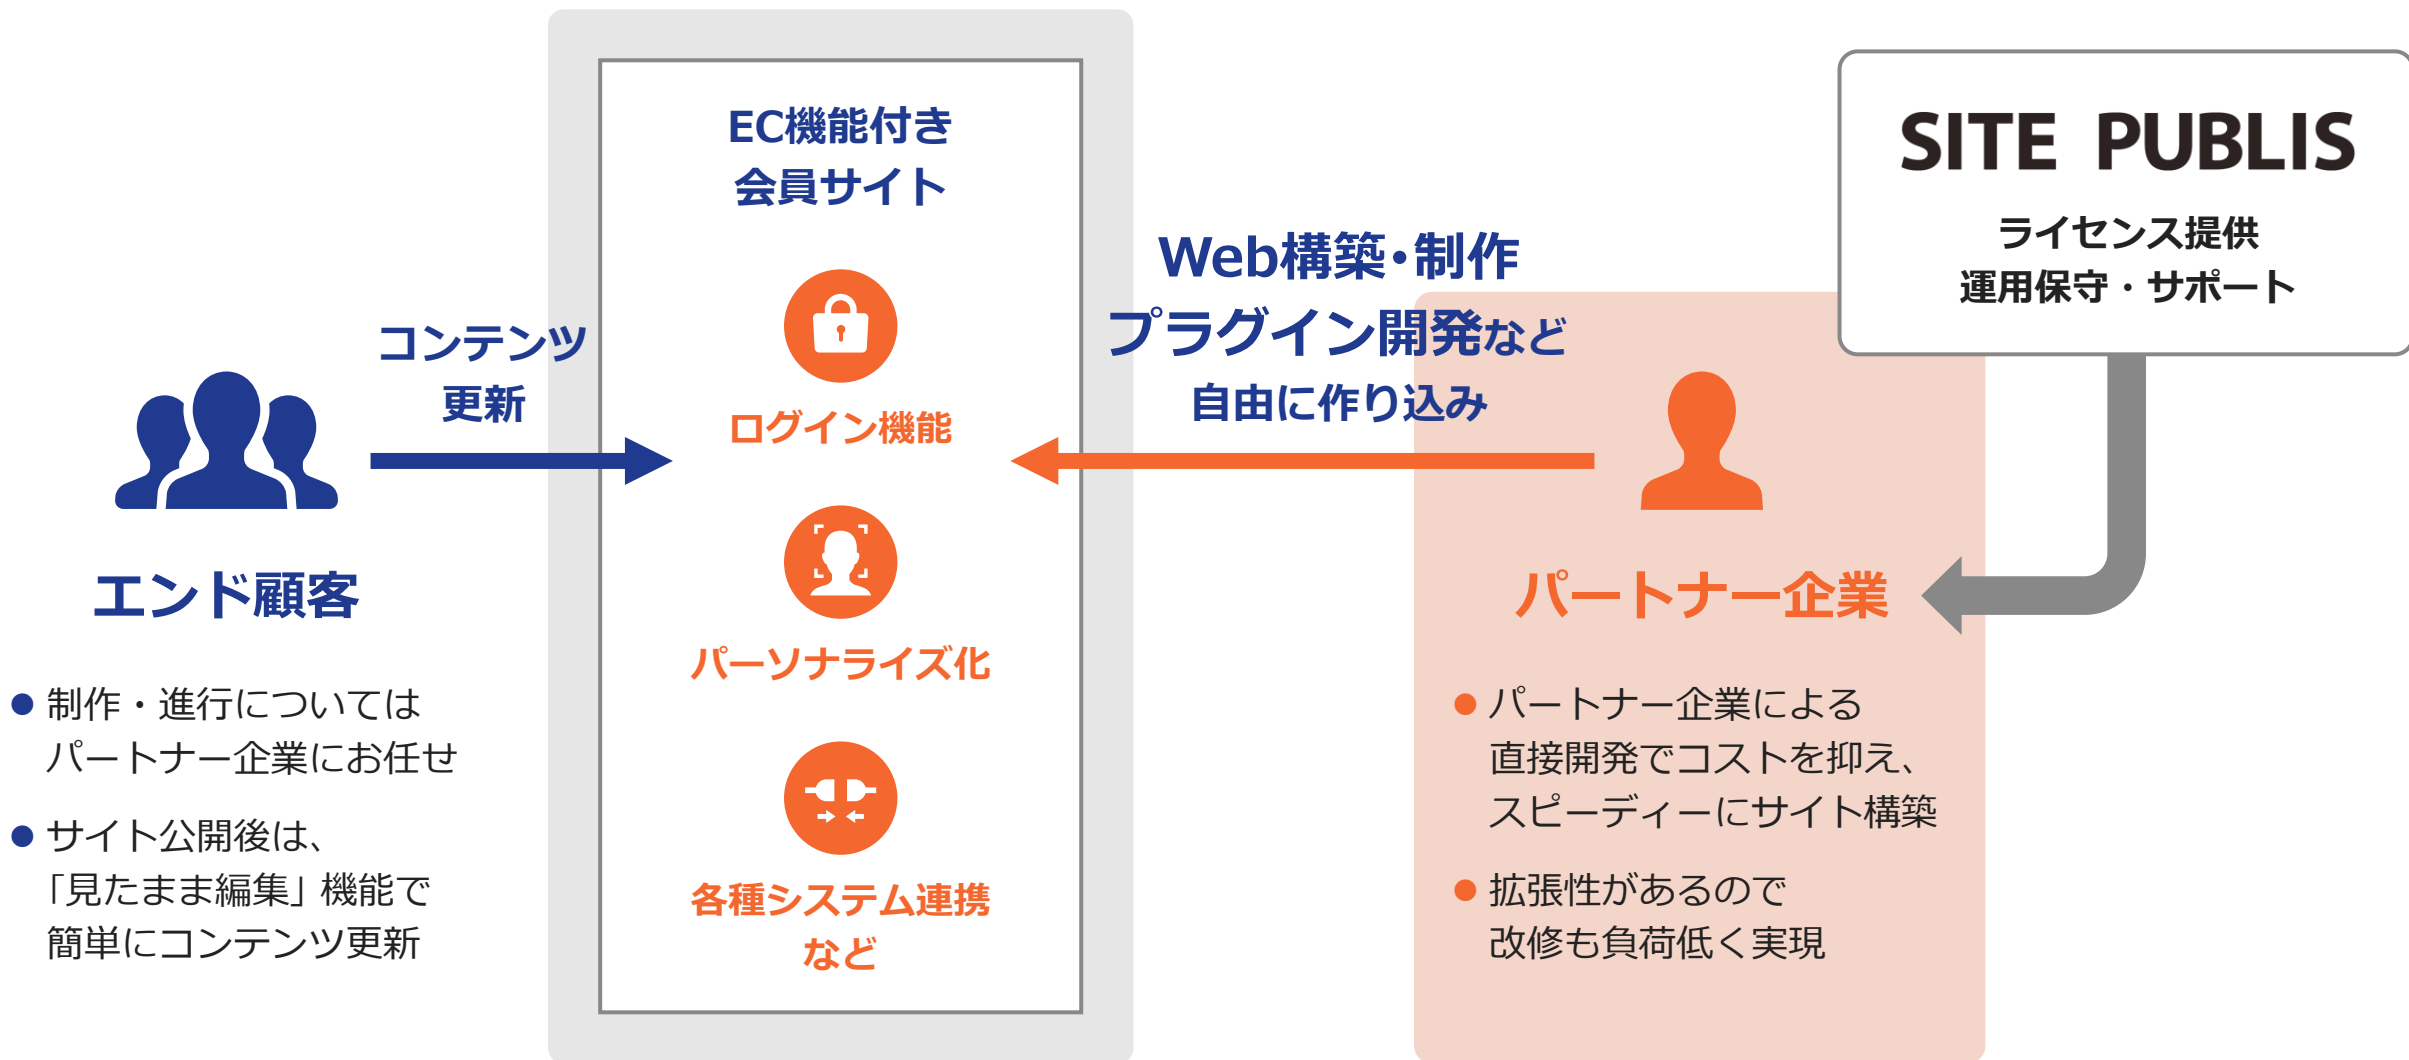 EC機能付き
会員サイト
ログイン機能
パーソナライズ化
各種システム連携
など
コンテンツ
更新
エンド顧客
● 制作・進行については
パートナー企業にお任せ
● サイト公開後は、
「見たまま編集」機能で
簡単にコンテンツ更新
Web構築・制作
プラグイン開発など
自由に作り込み
SITE PUBLIS
ライセンス提供
運用保守・サポート
パートナー企業
● パートナー企業による
直接開発でコストを抑え、
スピーディーにサイト構築
● 拡張性があるので
改修も負荷低く実現